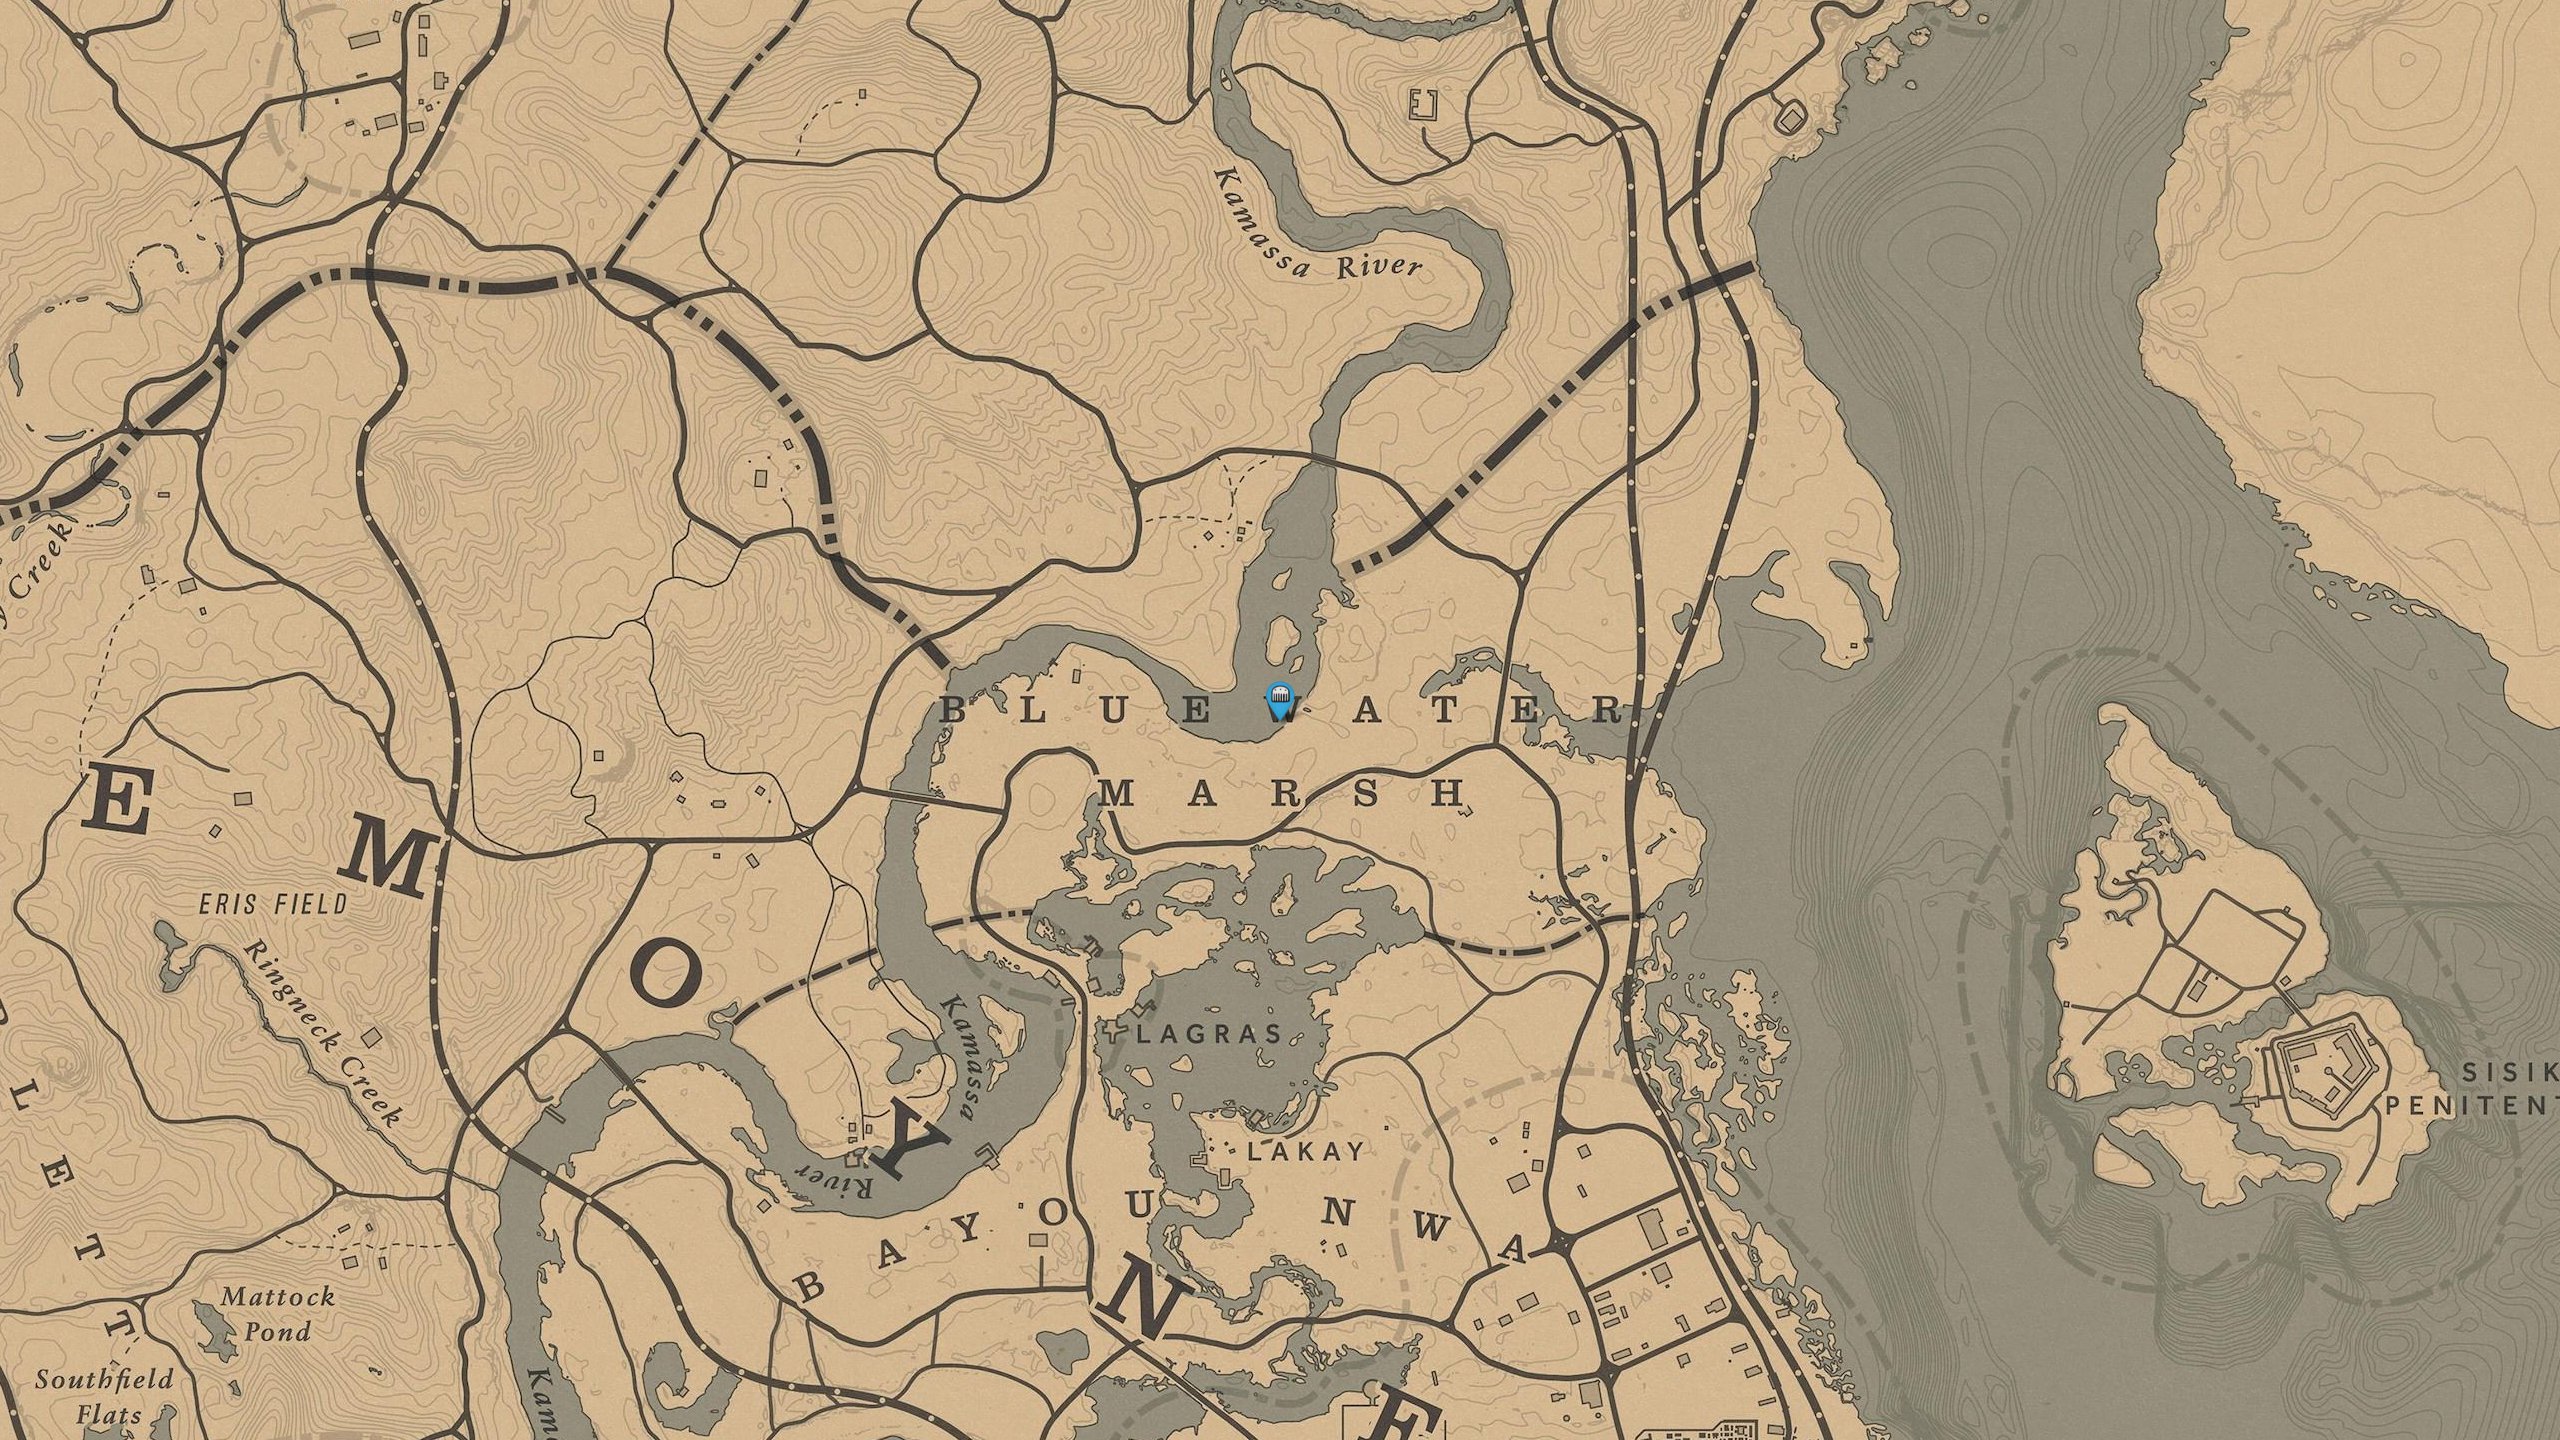 Kamassa River
Creek
BLUEWATER
MARSH
E M O Y N E
ERIS FIELD
Ringneck Creek
Kamassa
River
LAGRAS
LAKAY
SISIK
PENITENT
BAYOU NWA
L E T T
Mattock
Pond
Southfield
Flats
Kam